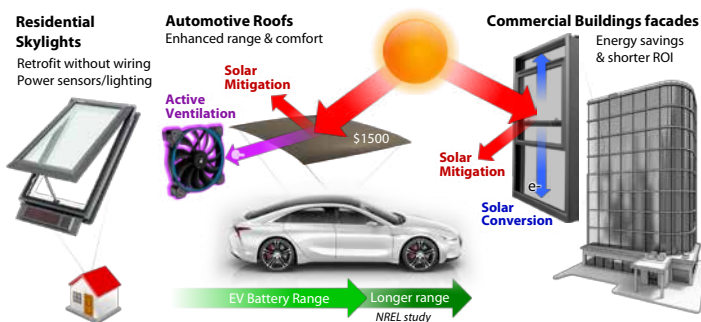 Residential
Skylights
Retrofit without wiring
Power sensors/lighting
Automotive Roofs
Enhanced range & comfort
Solar
Mitigation
Active
Ventilation
$1500
EV Battery Range
Longer range
NREL study
Commercial Buildings facades
Energy savings
& shorter ROI
Solar
Mitigation
e-
Solar
Conversion